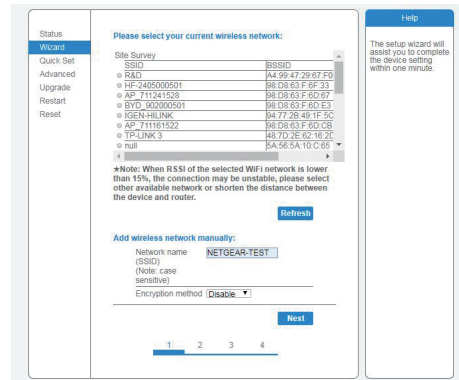 Status
Wizard
Quick Set
Advanced
Upgrade
Restart
Reset
Please select your current wireless network:
Site Survey
SSID BSSID
R&D A4:99:47:29:67:F0
HF-2405000501 98:D8:63:F:6F:33
AP_711241528 98:D8:63:F:6D:67
BYD_902000501 98:D8:63:F:6D:E3
IGEN-HILINK 94:77:2B:49:1F:5C
AP_711161522 98:D8:63:F:6D:CB
TP-LINK 3 48:7D:2E:62:16:2D
null 5A:56:5A:10:C:65
★Note: When RSSI of the selected WiFi network is lower
than 15%, the connection may be unstable, please select
other available network or shorten the distance between
the device and router.
Refresh
Add wireless network manually:
Network name NETGEAR-TEST
(SSID)
(Note: case
sensitive)
Encryption method Disable
Next
1 2 3 4
Help
The setup wizard will
assist you to complete
the device setting
within one minute.